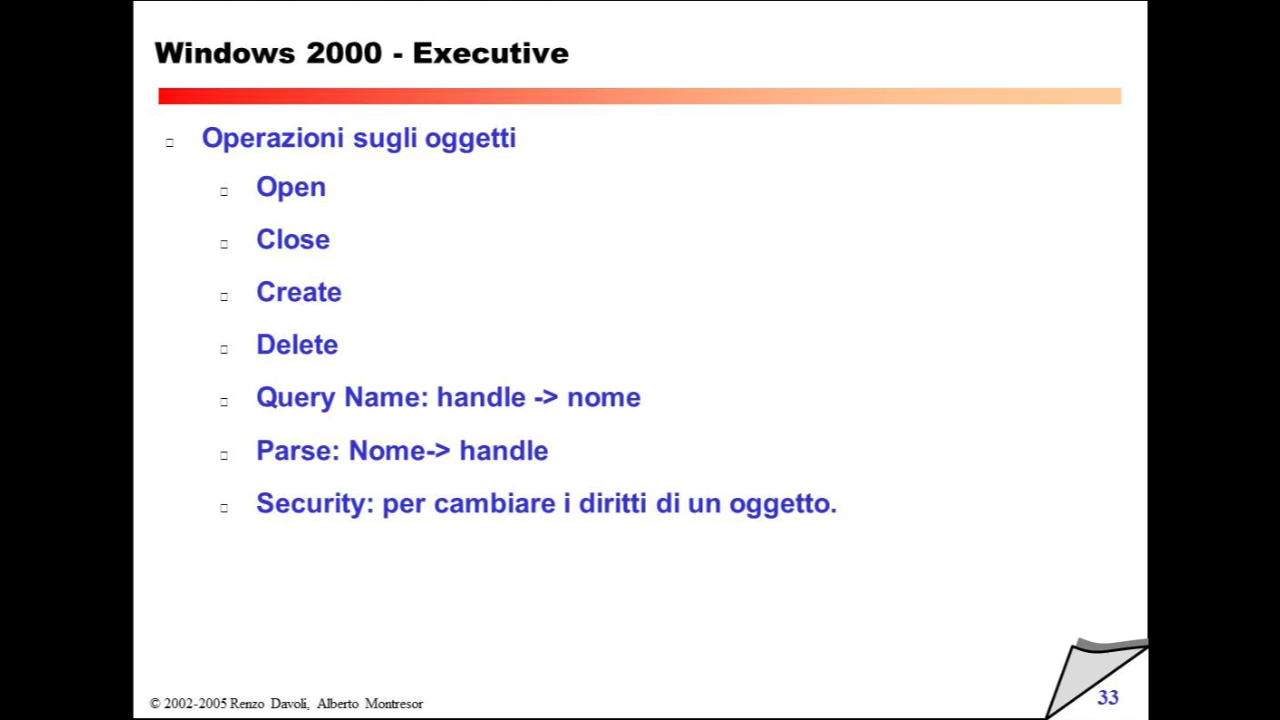 Windows 2000 - Executive
Operazioni sugli oggetti
Open
Close
Create
Delete
Query Name: handle -> nome
Parse: Nome-> handle
Security: per cambiare i diritti di un oggetto.
© 2002-2005 Renzo Davoli, Alberto Montresor
33